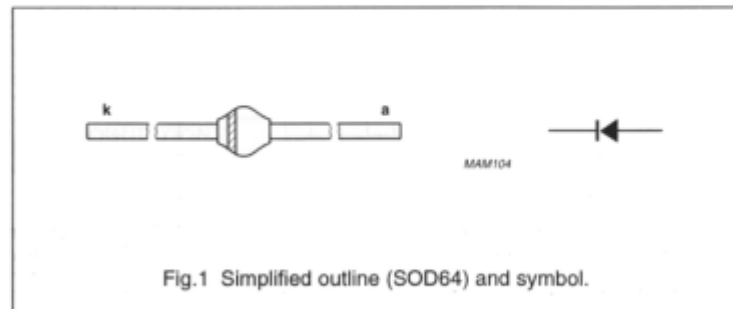 k
a
MAM104
Fig.1 Simplified outline (SOD64) and symbol.